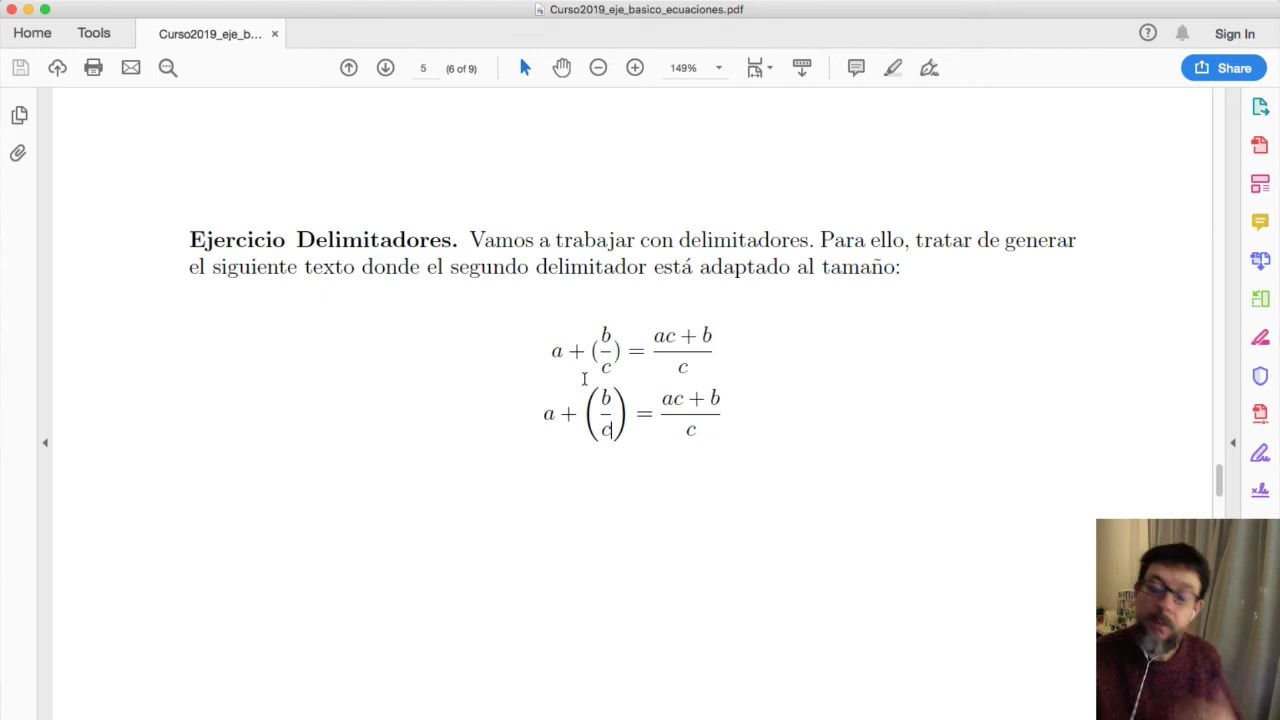 Curso2019_eje_basico_ecuaciones.pdf
Home Tools Curso2019_eje_b... × Sign In
5 (6 of 9) 149% Share
Ejercicio Delimitadores. Vamos a trabajar con delimitadores. Para ello, tratar de generar
el siguiente texto donde el segundo delimitador está adaptado al tamaño:
a + (b/c) = (ac + b)/c
a + (b/c) = (ac + b)/c